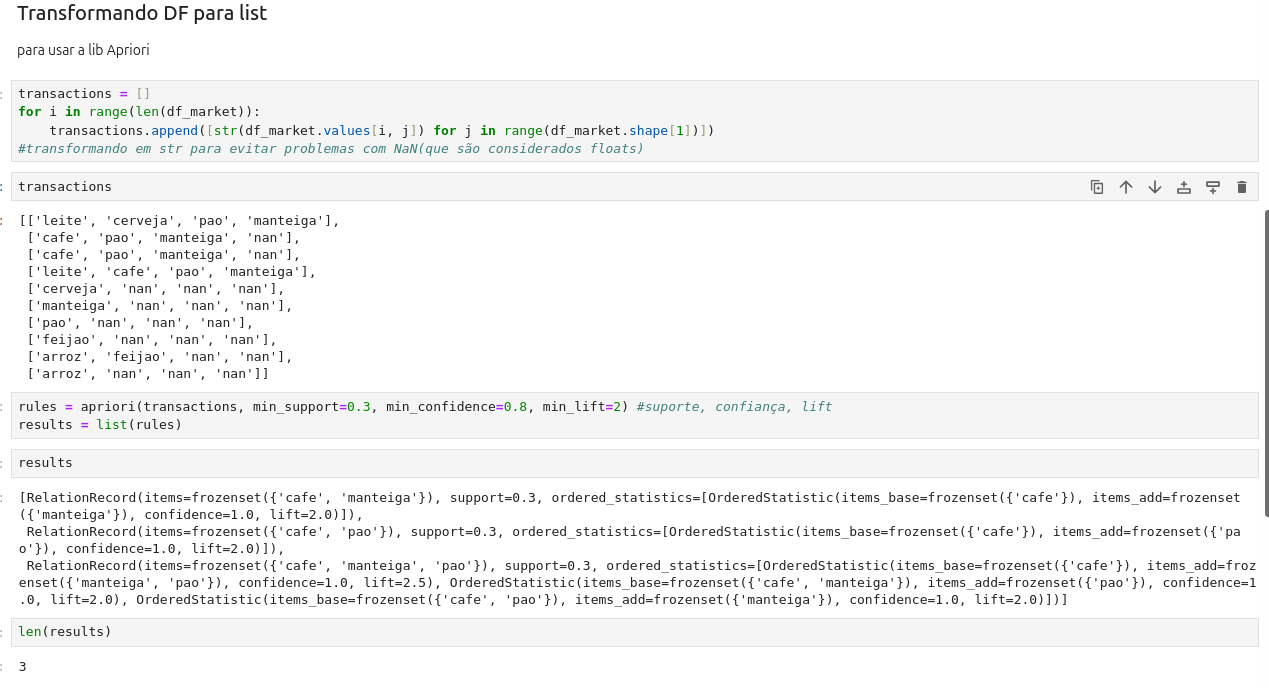 Transformando DF para list
para usar a lib Apriori
transactions = []
for i in range(len(df_market)):
    transactions.append([str(df_market.values[i, j]) for j in range(df_market.shape[1])])
#transformando em str para evitar problemas com NaN(que são considerados floats)
transactions
[['leite', 'cerveja', 'pao', 'manteiga'],
 ['cafe', 'pao', 'manteiga', 'nan'],
 ['cafe', 'pao', 'manteiga', 'nan'],
 ['leite', 'cafe', 'pao', 'manteiga'],
 ['cerveja', 'nan', 'nan', 'nan'],
 ['manteiga', 'nan', 'nan', 'nan'],
 ['pao', 'nan', 'nan', 'nan'],
 ['feijao', 'nan', 'nan', 'nan'],
 ['arroz', 'feijao', 'nan', 'nan'],
 ['arroz', 'nan', 'nan', 'nan']]
rules = apriori(transactions, min_support=0.3, min_confidence=0.8, min_lift=2) #suporte, confiança, lift
results = list(rules)
results
[RelationRecord(items=frozenset({'cafe', 'manteiga'}), support=0.3, ordered_statistics=[OrderedStatistic(items_base=frozenset({'cafe'}), items_add=frozenset
({'manteiga'}), confidence=1.0, lift=2.0)]),
 RelationRecord(items=frozenset({'cafe', 'pao'}), support=0.3, ordered_statistics=[OrderedStatistic(items_base=frozenset({'cafe'}), items_add=frozenset({'pa
o'}), confidence=1.0, lift=2.0)]),
 RelationRecord(items=frozenset({'cafe', 'manteiga', 'pao'}), support=0.3, ordered_statistics=[OrderedStatistic(items_base=frozenset({'cafe'}), items_add=froz
enset({'manteiga', 'pao'}), confidence=1.0, lift=2.5), OrderedStatistic(items_base=frozenset({'cafe', 'manteiga'}), items_add=frozenset({'pao'}), confidence=1
.0, lift=2.0), OrderedStatistic(items_base=frozenset({'cafe', 'pao'}), items_add=frozenset({'manteiga'}), confidence=1.0, lift=2.0)])]
len(results)
3